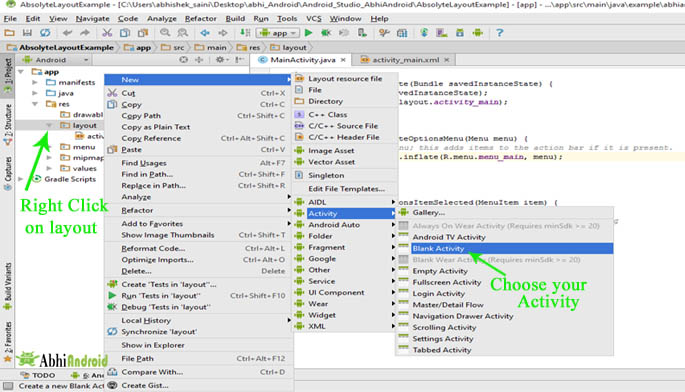 AbhiAndroid - [C:\Users\abhishek_saini\Desktop\abhi_Android\Android_Studio_AbhiAndroid\AbsoluteLayoutExample] - [app] - ...\app\src\main\java\example\abhi
File Edit View Navigate Code Analyze Refactor Build Run Tools VCS Window Help
AbsolyteLayoutExample app src main res layout
Android
MainActivity.java
activity_main.xml
1: Project
2: Structure
Captures
Build Variants
2: Favorites
app
manifests
java
res
drawabl
layout
activ
menu
mipmap
values
Gradle Scripts
Right Click
on layout
New
Cut Ctrl+X
Copy Ctrl+C
Copy Path Ctrl+Shift+C
Copy as Plain Text
Copy Reference Ctrl+Alt+Shift+C
Paste Ctrl+V
Find Usages Alt+F7
Find in Path... Ctrl+Shift+F
Replace in Path... Ctrl+Shift+R
Analyze
Refactor
Add to Favorites
Show Image Thumbnails Ctrl+Shift+T
Reformat Code... Ctrl+Alt+L
Optimize Imports... Ctrl+Alt+O
Delete... Delete
Create 'Tests in 'layout''...
Run 'Tests in 'layout'' Ctrl+Shift+F10
Debug 'Tests in 'layout''
Local History
Synchronize 'layout'
Show in Explorer
File Path Ctrl+Alt+F12
Compare With... Ctrl+D
Create Gist...
Layout resource file
File
Directory
C++ Class
C/C++ Source File
C/C++ Header File
Image Asset
Vector Asset
Singleton
Edit File Templates...
AIDL
Activity
Android Auto
Folder
Fragment
Google
Other
Service
UI Component
Wear
Widget
XML
Gallery...
Always On Wear Activity (Requires minSdk >= 20)
Android TV Activity
Blank Activity
Blank Wear Activity (Requires minSdk >= 20)
Empty Activity
Fullscreen Activity
Login Activity
Master/Detail Flow
Navigation Drawer Activity
Scrolling Activity
Settings Activity
Tabbed Activity
Choose your
Activity
(Bundle savedInstanceState) {
vedInstanceState);
layout.activity_main);
teOptionsMenu(Menu menu) {
nu; this adds items to the action bar if it is present.
.inflate(R.menu.menu_main, menu);
onsItemSelected(MenuItem item) {
AbhiAndroid
TODO
Create a new Blank Ac